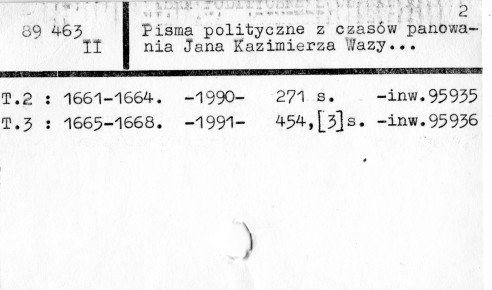 2
89 463 Pisma polityczne z czasów panowa-
II nia Jana Kazimierza Wazy...
T.2 : 1661-1664. -1990- 271 s. -inw.95935
T.3 : 1665-1668. -1991- 454,[3]s. -inw.95936